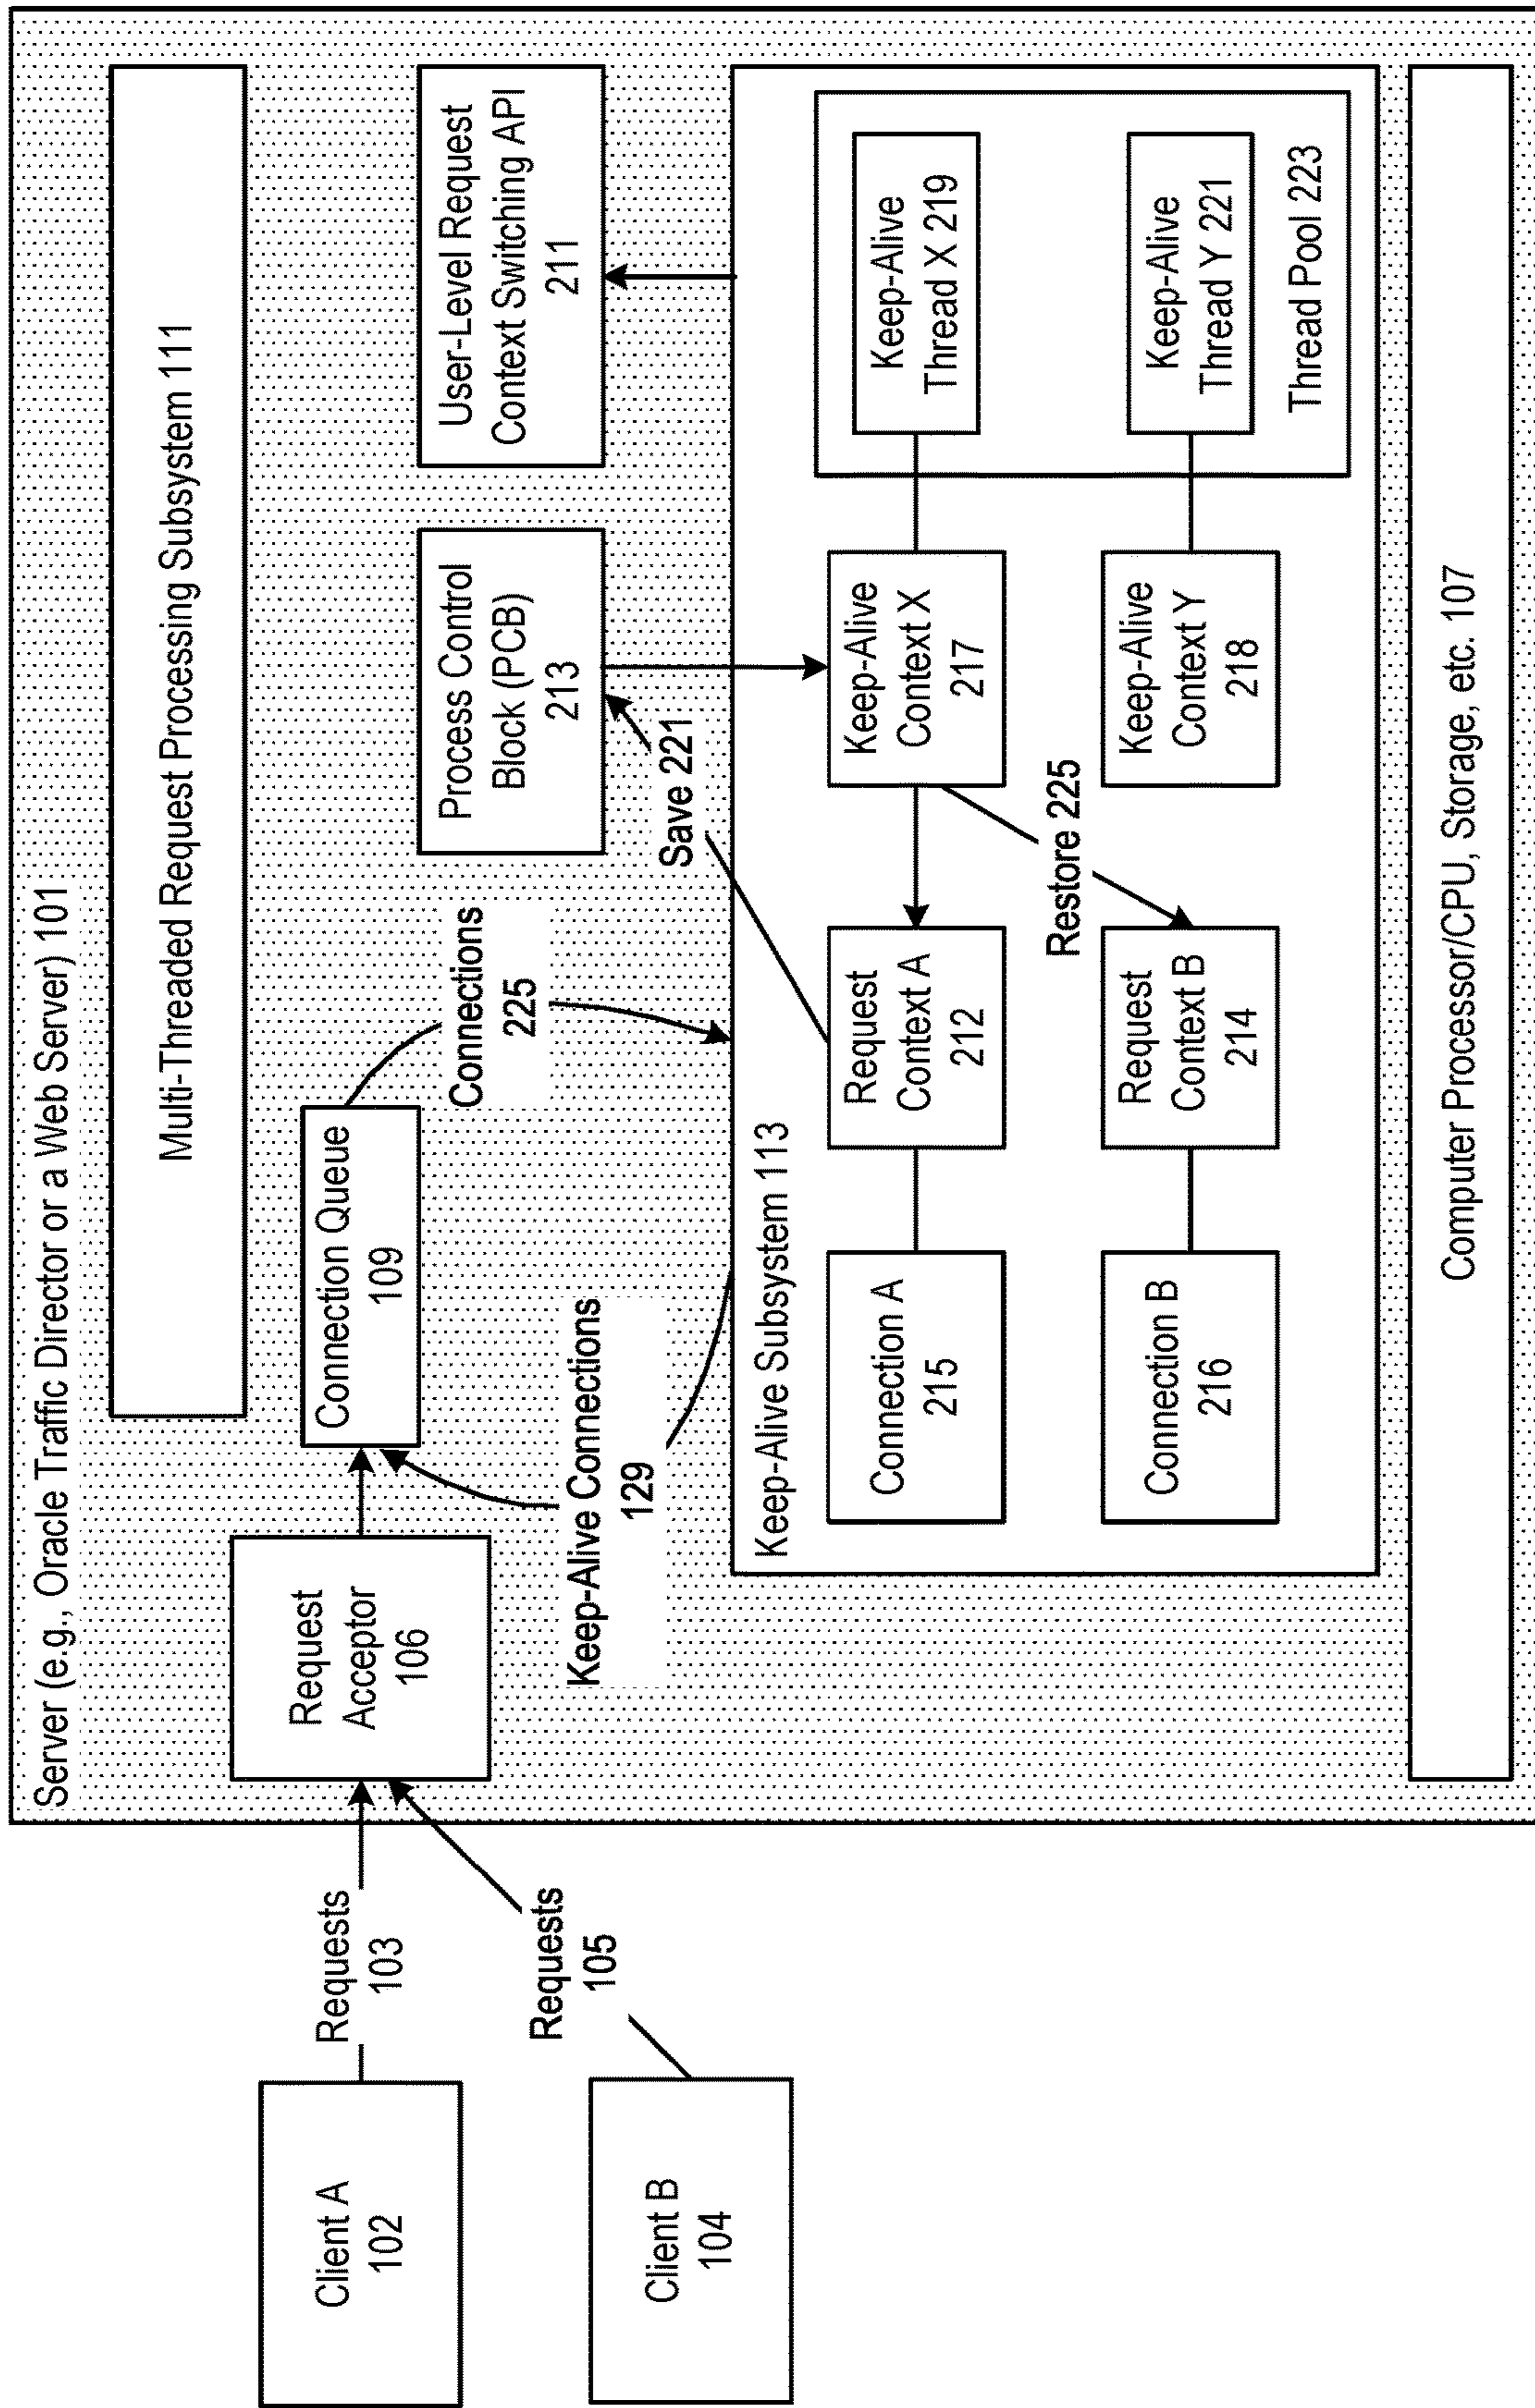 Server (e.g., Oracle Traffic Director or a Web Server) 101
Multi-Threaded Request Processing Subsystem 111
Client A
102
Requests
103
Client B
104
Requests
105
Request
Acceptor
106
Connection Queue
109
Connections
225
Keep-Alive Connections
129
Process Control
Block (PCB)
213
User-Level Request
Context Switching API
211
Save 221
Keep-Alive Subsystem 113
Connection A
215
Request
Context A
212
Keep-Alive
Context X
217
Keep-Alive
Thread X 219
Restore 225
Connection B
216
Request
Context B
214
Keep-Alive
Context Y
218
Keep-Alive
Thread Y 221
Thread Pool 223
Computer Processor/CPU, Storage, etc. 107